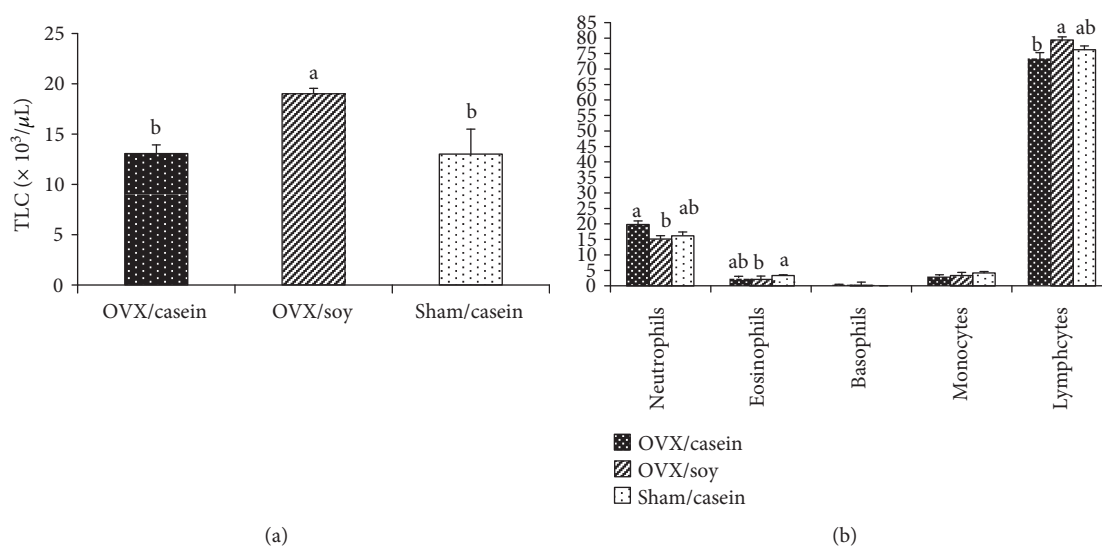 25
20
15
10
5
0
TLC (× 10³/µL)
b
a
b
OVX/casein
OVX/soy
Sham/casein
(a)
85
80
75
70
65
60
55
50
45
40
35
30
25
20
15
10
5
0
a
b
ab
ab
b
a
b
a
ab
Neutrophils
Eosinophils
Basophils
Monocytes
Lymphcytes
OVX/casein
OVX/soy
Sham/casein
(b)